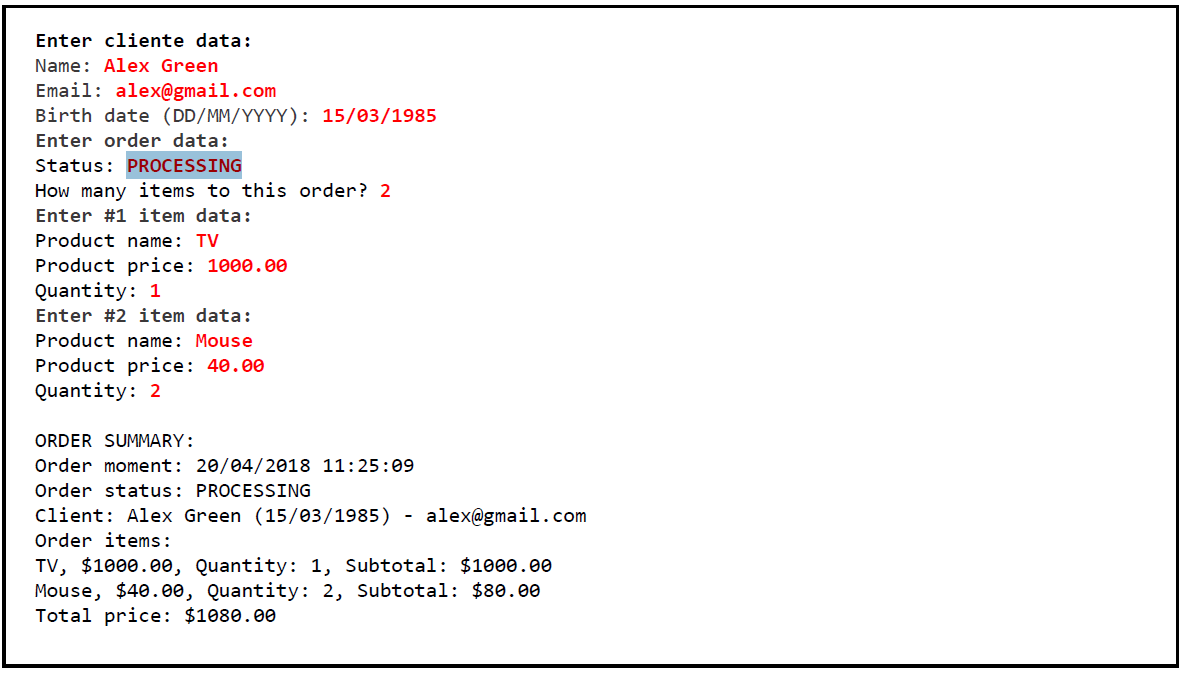 Enter cliente data:
Name: Alex Green
Email: alex@gmail.com
Birth date (DD/MM/YYYY): 15/03/1985
Enter order data:
Status: PROCESSING
How many items to this order? 2
Enter #1 item data:
Product name: TV
Product price: 1000.00
Quantity: 1
Enter #2 item data:
Product name: Mouse
Product price: 40.00
Quantity: 2
ORDER SUMMARY:
Order moment: 20/04/2018 11:25:09
Order status: PROCESSING
Client: Alex Green (15/03/1985) - alex@gmail.com
Order items:
TV, $1000.00, Quantity: 1, Subtotal: $1000.00
Mouse, $40.00, Quantity: 2, Subtotal: $80.00
Total price: $1080.00